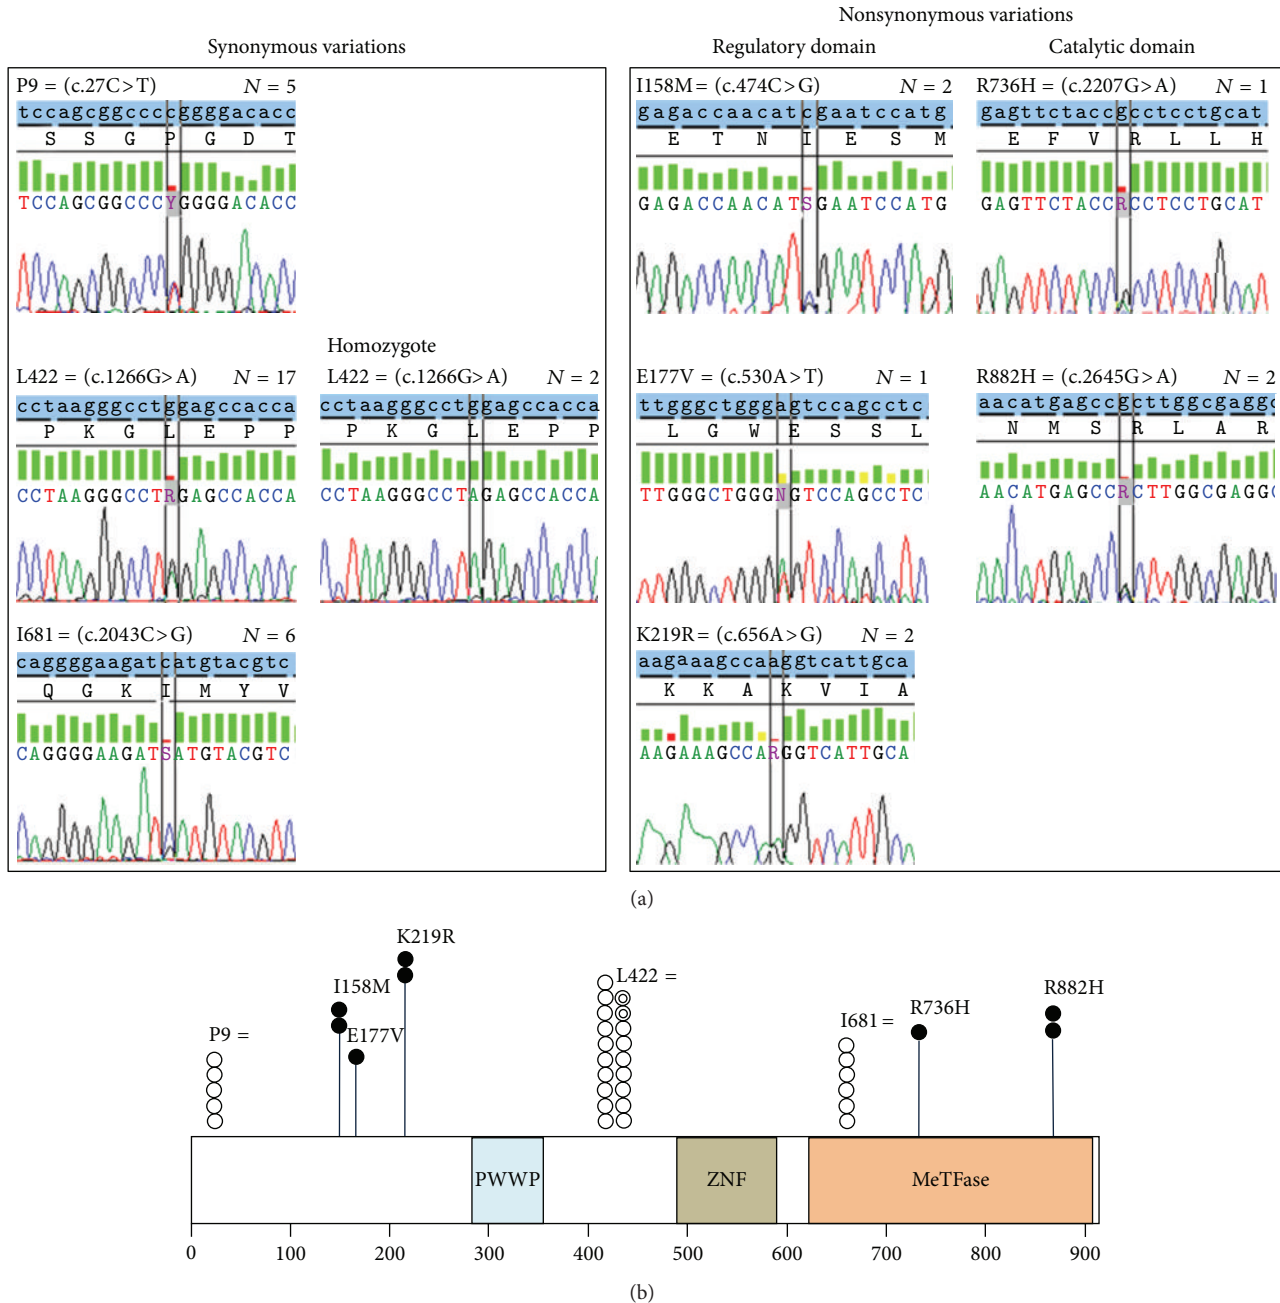 Nonsynonymous variations
Synonymous variations
Regulatory domain
Catalytic domain
P9 = (c.27C>T) N = 5
tccagcggccccggggacacc
S S G P G D T
TCCAGCGGCCCYGGGGACACC
I158M = (c.474C>G) N = 2
gagaccaacatcgaatccatg
E T N I E S M
GAGACCAACATSGAATCCATG
R736H = (c.2207G>A) N = 1
gagttctaccgcctcctgcat
E F V R L L H
GAGTTCTACCRCCTCCTGCAT
Homozygote
L422 = (c.1266G>A) N = 17
cctaagggcctggagccacca
P K G L E P P
CCTAAGGGCCTRGAGCCACCA
L422 = (c.1266G>A) N = 2
cctaagggcctggagccacca
P K G L E P P
CCTAAGGGCCTAGAGCCACCA
E177V = (c.530A>T) N = 1
ttgggctgggagtccagcctc
L G W E S S L
TTGGGCTGGGNGTCCAGCCTC
R882H = (c.2645G>A) N = 2
aacatgagccgcttggcgaggc
N M S R L A R
AACATGAGCCRCTTGGCGAGGC
I681 = (c.2043C>G) N = 6
caggggaagatcatgtacgtc
Q G K I M Y V
CAGGGGAAGATSATGTACGTC
K219R = (c.656A>G) N = 2
aagaaagccaaggtcattgca
K K A K V I A
AAGAAAGCCARGGTCATTGCA
(a)
K219R
I158M
E177V
P9 =
L422 =
I681 =
R736H
R882H
PWWP
ZNF
MeTFase
0 100 200 300 400 500 600 700 800 900
(b)